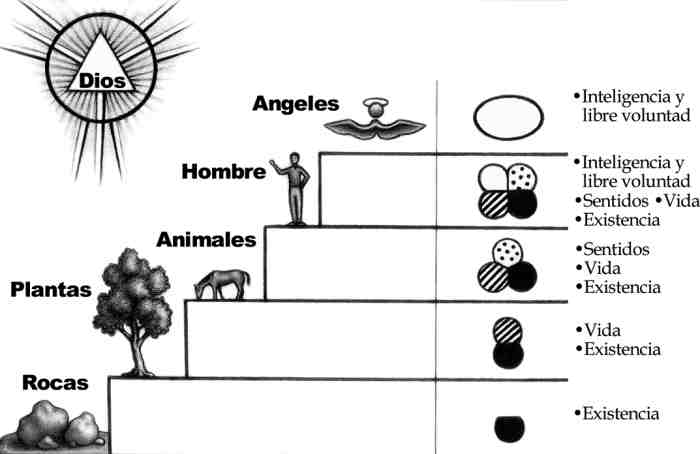 Dios
Angeles
•Inteligencia y
libre voluntad
Hombre
•Inteligencia y
libre voluntad
•Sentidos •Vida
•Existencia
Animales
•Sentidos
•Vida
•Existencia
Plantas
•Vida
•Existencia
Rocas
•Existencia